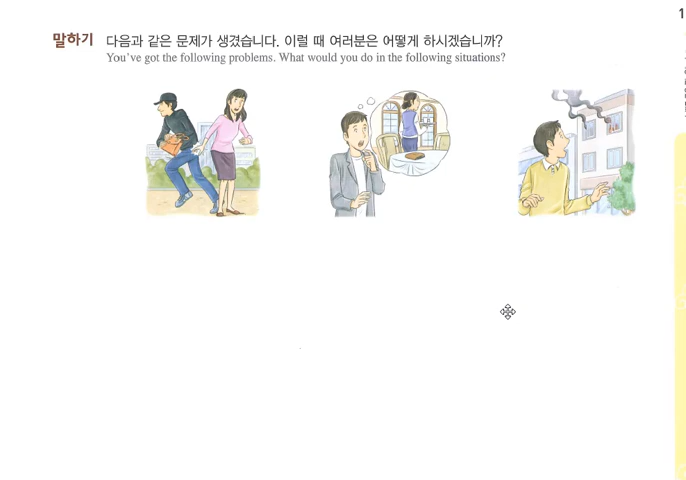 말하기 다음과 같은 문제가 생겼습니다. 이럴 때 여러분은 어떻게 하시겠습니까?
You've got the following problems. What would you do in the following situations?
1